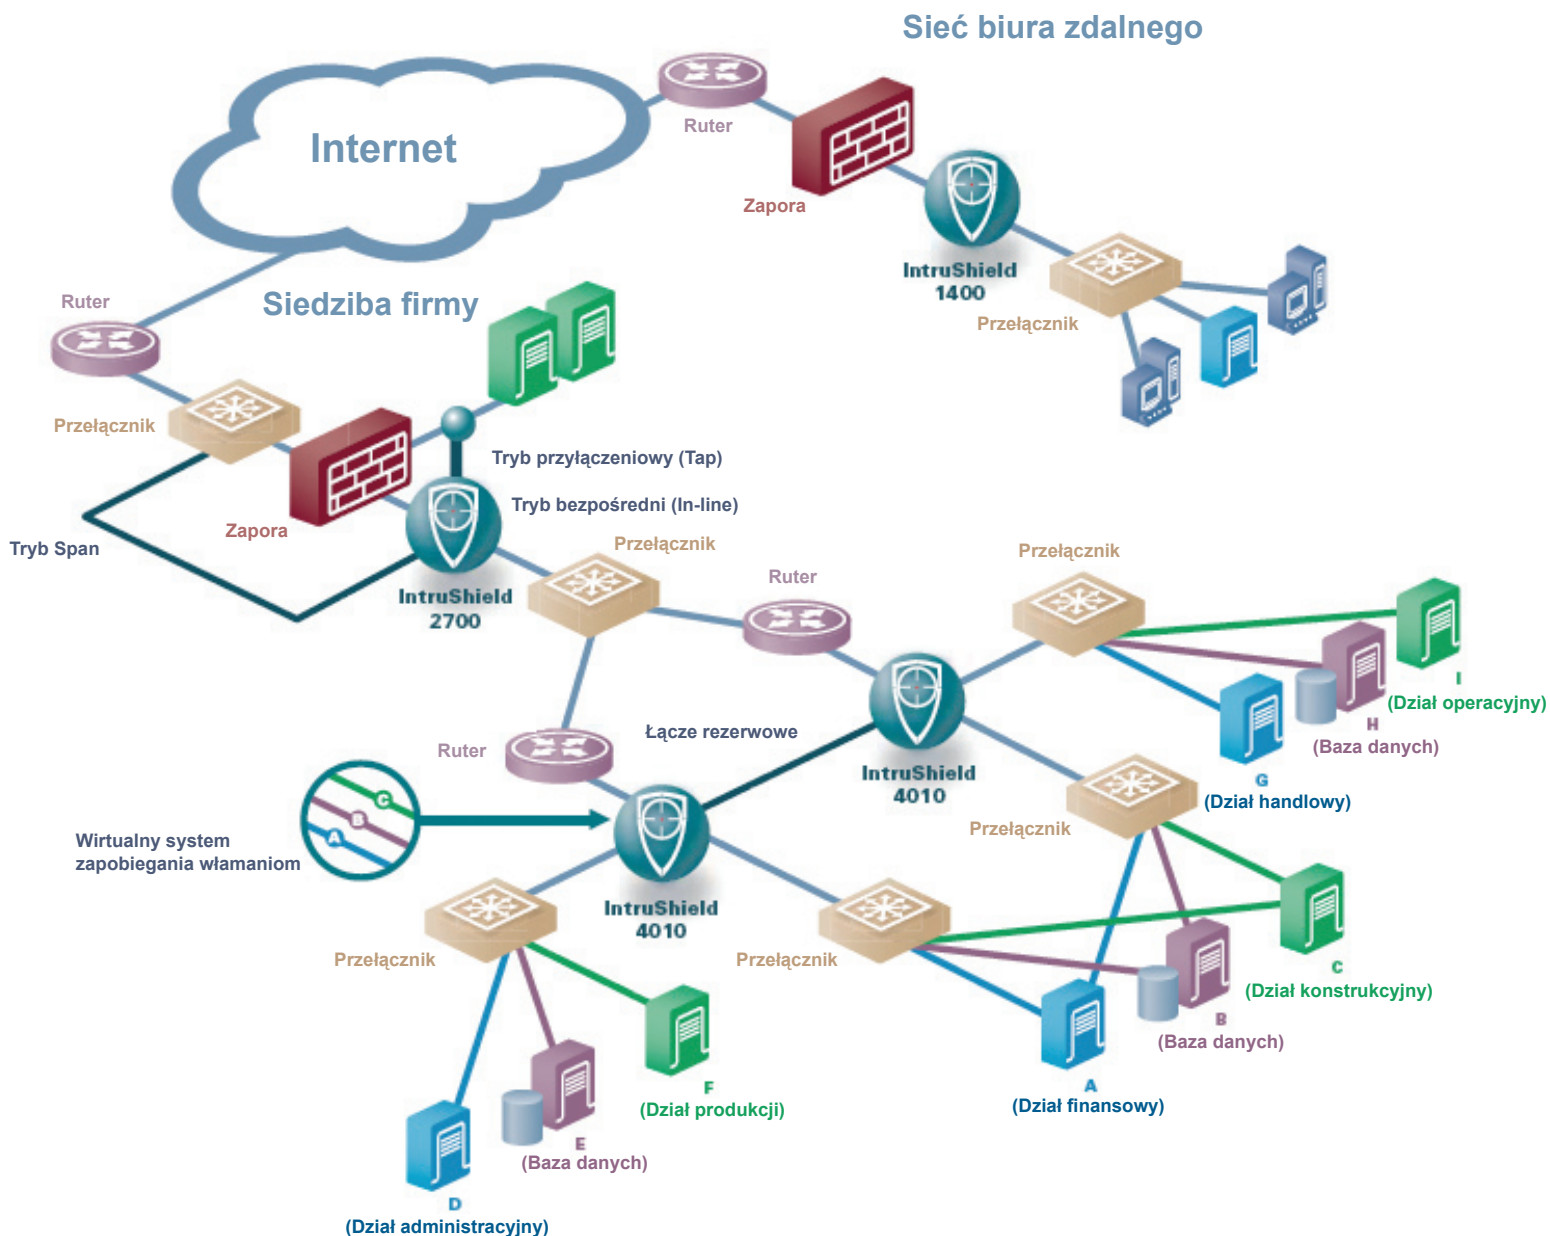 Sieć biura zdalnego
Internet
Ruter
Zapora
IntruShield
1400
Przełącznik
Ruter
Siedziba firmy
Przełącznik
Tryb przyłączeniowy (Tap)
Tryb bezpośredni (In-line)
Zapora
Tryb Span
IntruShield
2700
Przełącznik
Ruter
Przełącznik
I
(Dział operacyjny)
H
(Baza danych)
G
(Dział handlowy)
Łącze rezerwowe
Ruter
IntruShield
4010
Przełącznik
C
B
A
Wirtualny system
zapobiegania włamaniom
IntruShield
4010
Przełącznik
Przełącznik
C
(Dział konstrukcyjny)
B
(Baza danych)
A
(Dział finansowy)
F
(Dział produkcji)
E
(Baza danych)
D
(Dział administracyjny)